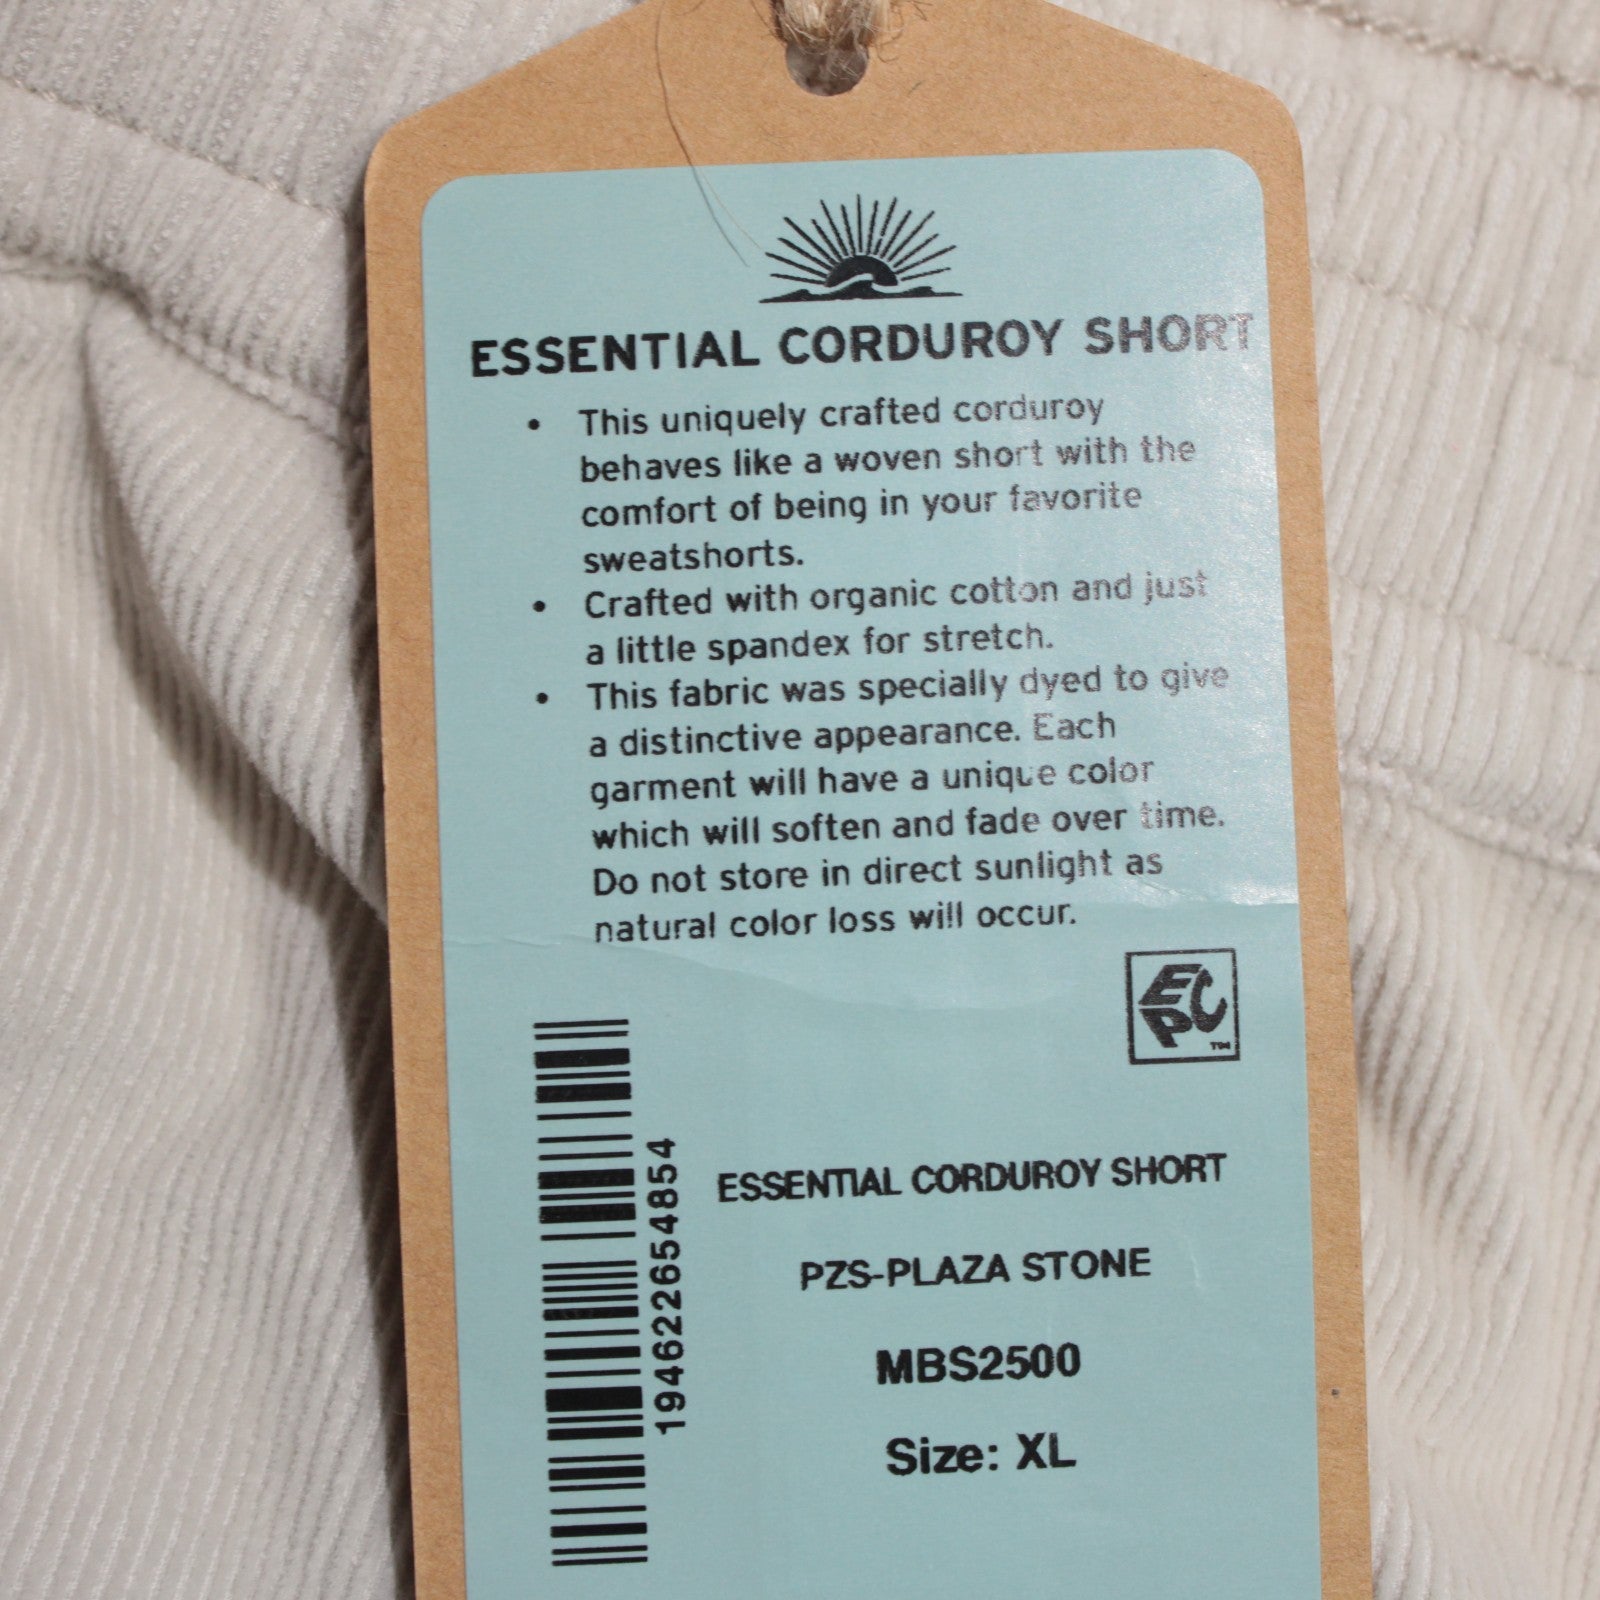 ESSENTIAL CORDUROY SHORT
• This uniquely crafted corduroy
behaves like a woven short with the
comfort of being in your favorite
sweatshorts.
• Crafted with organic cotton and just
a little spandex for stretch.
• This fabric was specially dyed to give
a distinctive appearance. Each
garment will have a unique color
which will soften and fade over time.
Do not store in direct sunlight as
natural color loss will occur.
EPC
TM
194622654854
ESSENTIAL CORDUROY SHORT
PZS-PLAZA STONE
MBS2500
Size: XL